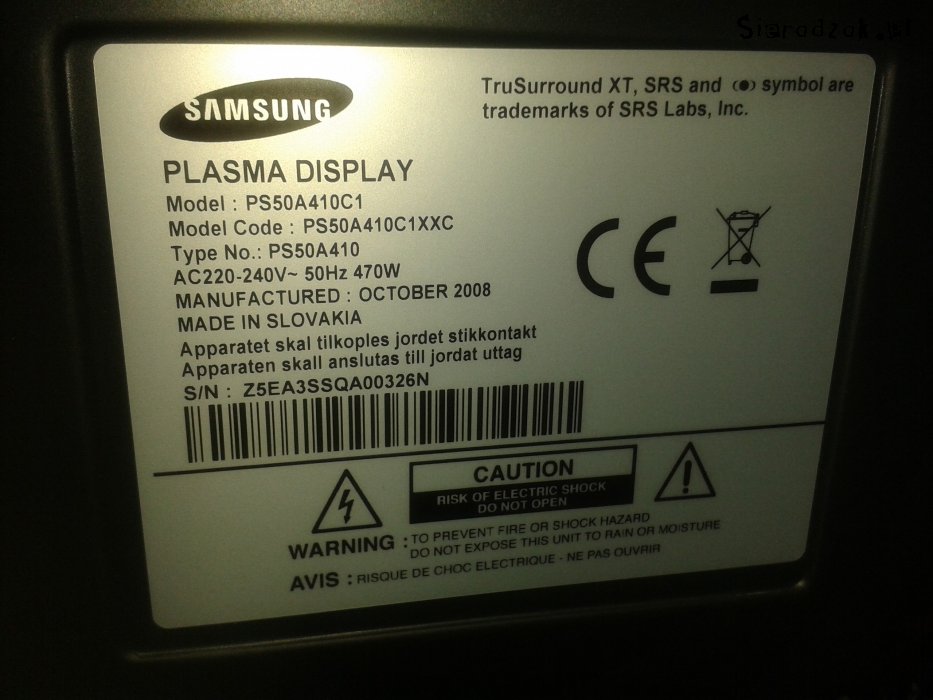 SAMSUNG
TruSurround XT, SRS and (●) symbol are
trademarks of SRS Labs, Inc.
PLASMA DISPLAY
Model : PS50A410C1
Model Code : PS50A410C1XXC
Type No.: PS50A410
AC220-240V~ 50Hz 470W
MANUFACTURED : OCTOBER 2008
MADE IN SLOVAKIA
Apparatet skal tilkoples jordet stikkontakt
Apparaten skall anslutas till jordat uttag
S/N : Z5EA3SSQA00326N
CE
CAUTION
RISK OF ELECTRIC SHOCK
DO NOT OPEN
WARNING : TO PREVENT FIRE OR SHOCK HAZARD
DO NOT EXPOSE THIS UNIT TO RAIN OR MOISTURE
AVIS : RISQUE DE CHOC ELECTRIQUE - NE PAS OUVRIR